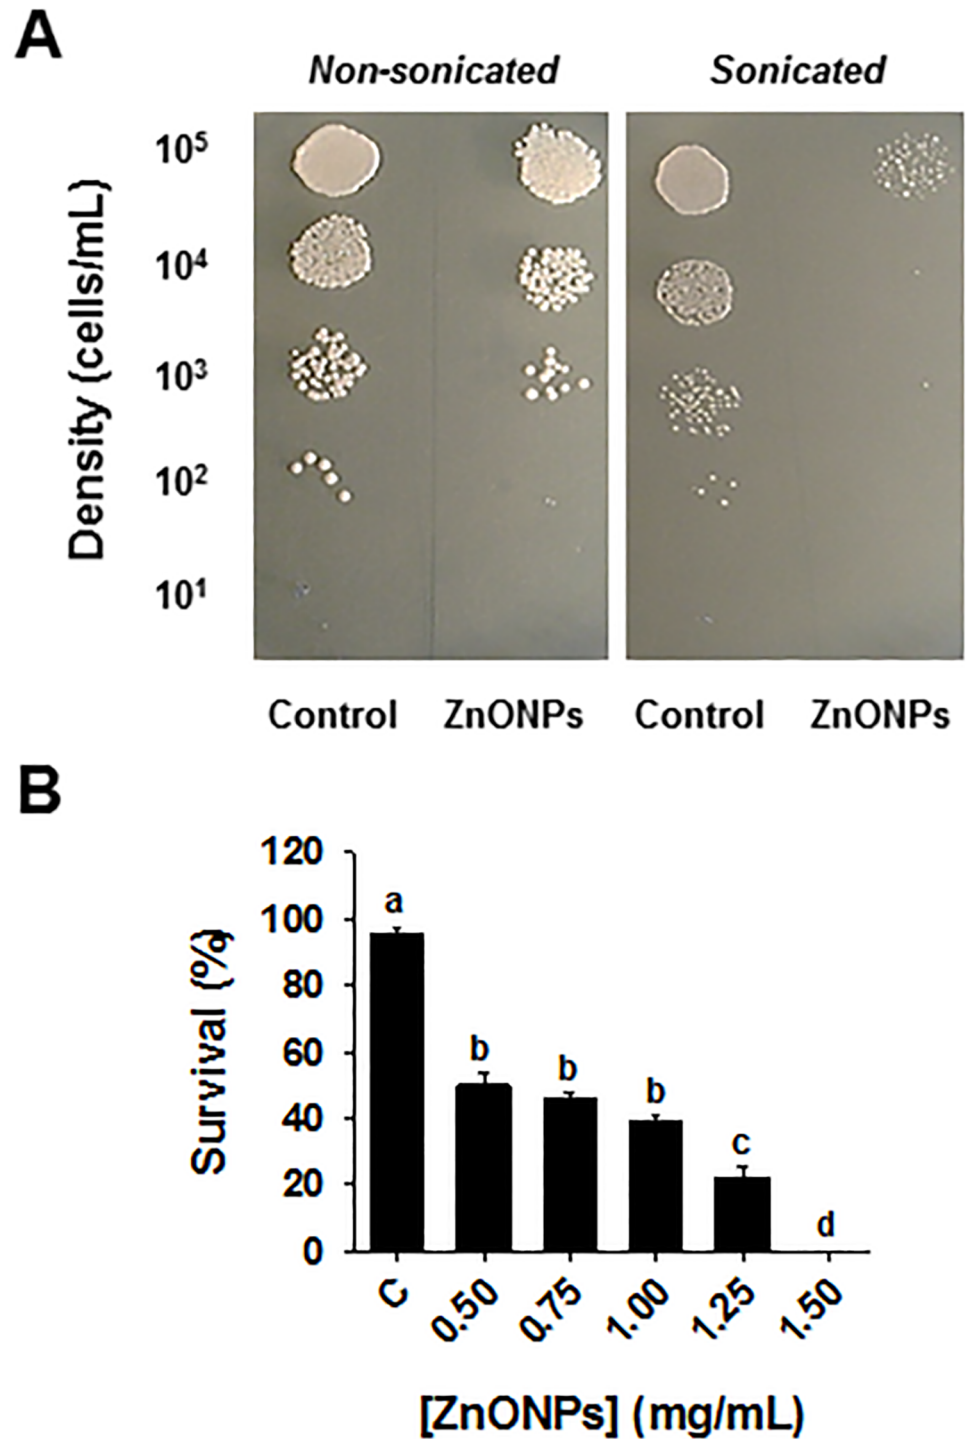 A
Non-sonicated Sonicated
Density (cells/mL)
10⁵
10⁴
10³
10²
10¹
Control ZnONPs Control ZnONPs
B
Survival (%)
120
100
80
60
40
20
0
a
b
b
b
c
d
C 0.50 0.75 1.00 1.25 1.50
[ZnONPs] (mg/mL)